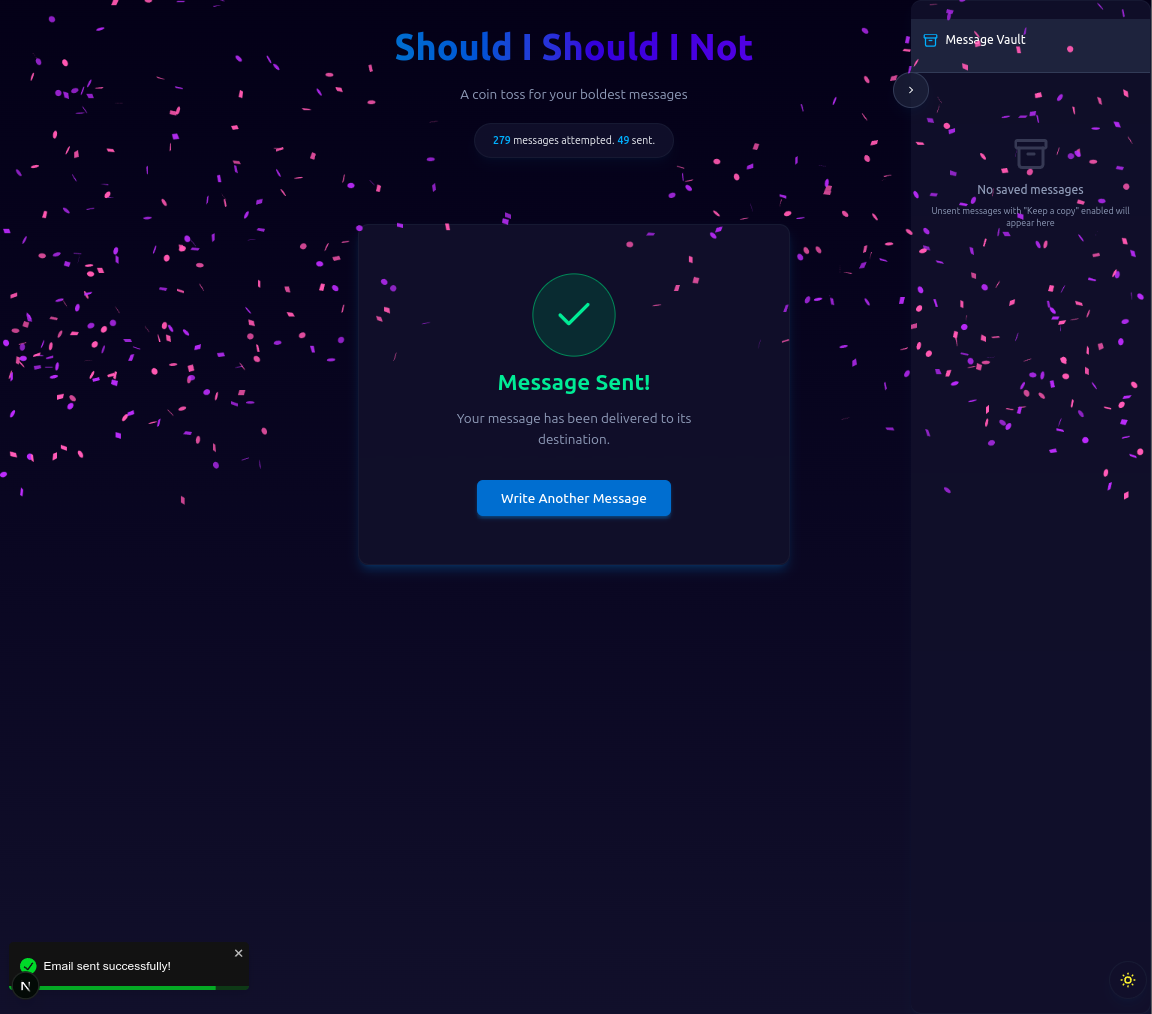 Should I Should I Not
A coin toss for your boldest messages
279 messages attempted. 49 sent.
Message Sent!
Your message has been delivered to its
destination.
Write Another Message
Message Vault
No saved messages
Unsent messages with "Keep a copy" enabled will
appear here
Email sent successfully!
N